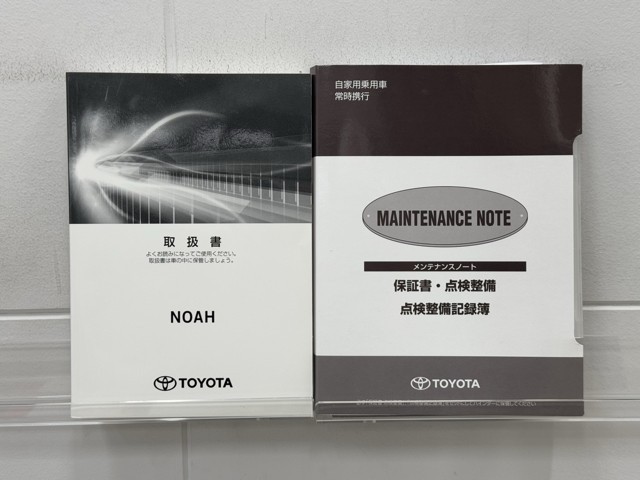 取扱書
よくお読みになってご使用ください。
取扱書は車の中に保管しましょう。
NOAH
TOYOTA
自家用乗用車
常時携行
MAINTENANCE NOTE
メンテナンスノート
保証書・点検整備
点検整備記録簿
TOYOTA